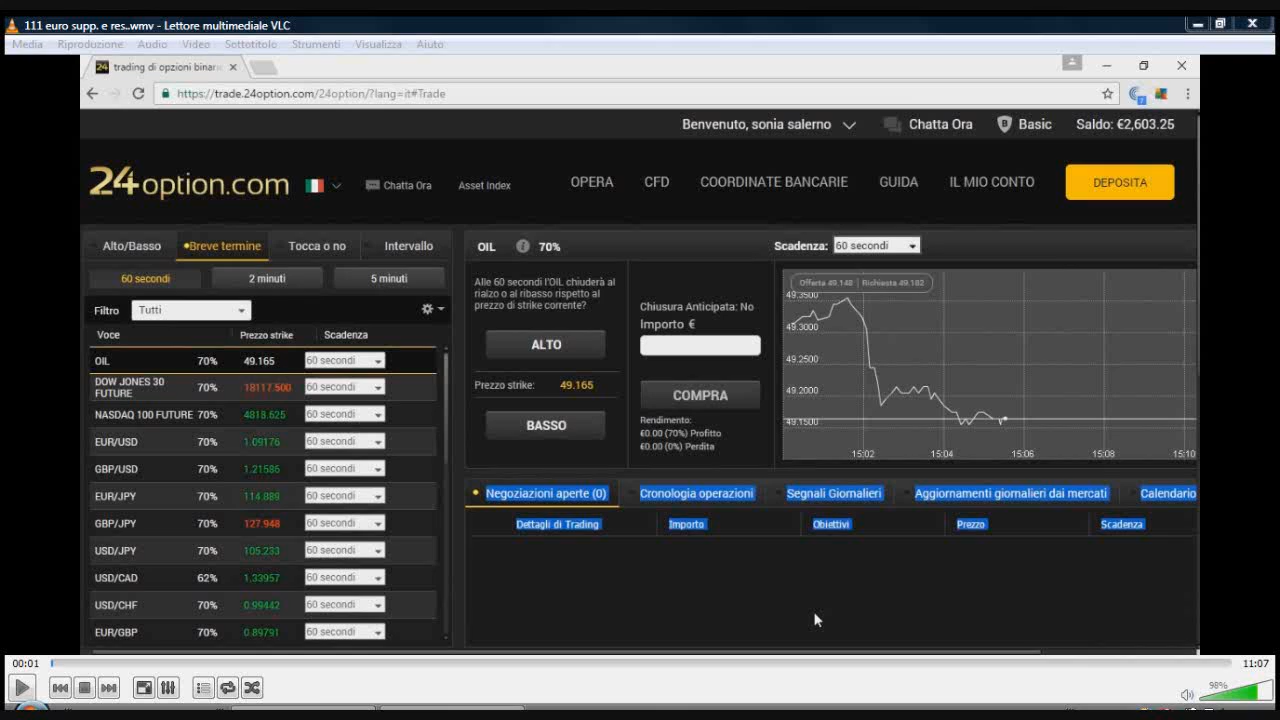 111 euro supp. e res..wmv - Lettore multimediale VLC
Media Riproduzione Audio Video Sottotitolo Strumenti Visualizza Aiuto
24 trading di opzioni binari
https://trade.24option.com/24option/?lang=it#Trade
7
Benvenuto, sonia salerno Chatta Ora B Basic Saldo: €2,603.25
24option.com Chatta Ora Asset Index OPERA CFD COORDINATE BANCARIE GUIDA IL MIO CONTO DEPOSITA
Alto/Basso Breve termine Tocca o no Intervallo
60 secondi 2 minuti 5 minuti
Filtro Tutti
Voce Prezzo strike Scadenza
OIL 70% 49.165 60 secondi
DOW JONES 30 FUTURE 70% 18117.500 60 secondi
NASDAQ 100 FUTURE 70% 4818.625 60 secondi
EUR/USD 70% 1.09176 60 secondi
GBP/USD 70% 1.21586 60 secondi
EUR/JPY 70% 114.889 60 secondi
GBP/JPY 70% 127.948 60 secondi
USD/JPY 70% 105.233 60 secondi
USD/CAD 62% 1.33957 60 secondi
USD/CHF 70% 0.99442 60 secondi
EUR/GBP 70% 0.89791 60 secondi
OIL i 70% Scadenza: 60 secondi
Alle 60 secondi l'OIL chiuderà al
rialzo o al ribasso rispetto al
prezzo di strike corrente?
ALTO
Prezzo strike: 49.165
BASSO
Chiusura Anticipata: No
Importo €
COMPRA
Rendimento:
€0.00 (70%) Profitto
€0.00 (0%) Perdita
Offerta 49.148 | Richiesta 49.182
49.3500
49.3000
49.2500
49.2000
49.1500
15:02 15:04 15:06 15:08 15:10
Negoziazioni aperte (0) Cronologia operazioni Segnali Giornalieri Aggiornamenti giornalieri dai mercati Calendario
Dettagli di Trading Importo Obiettivi Prezzo Scadenza
00:01 11:07
98%